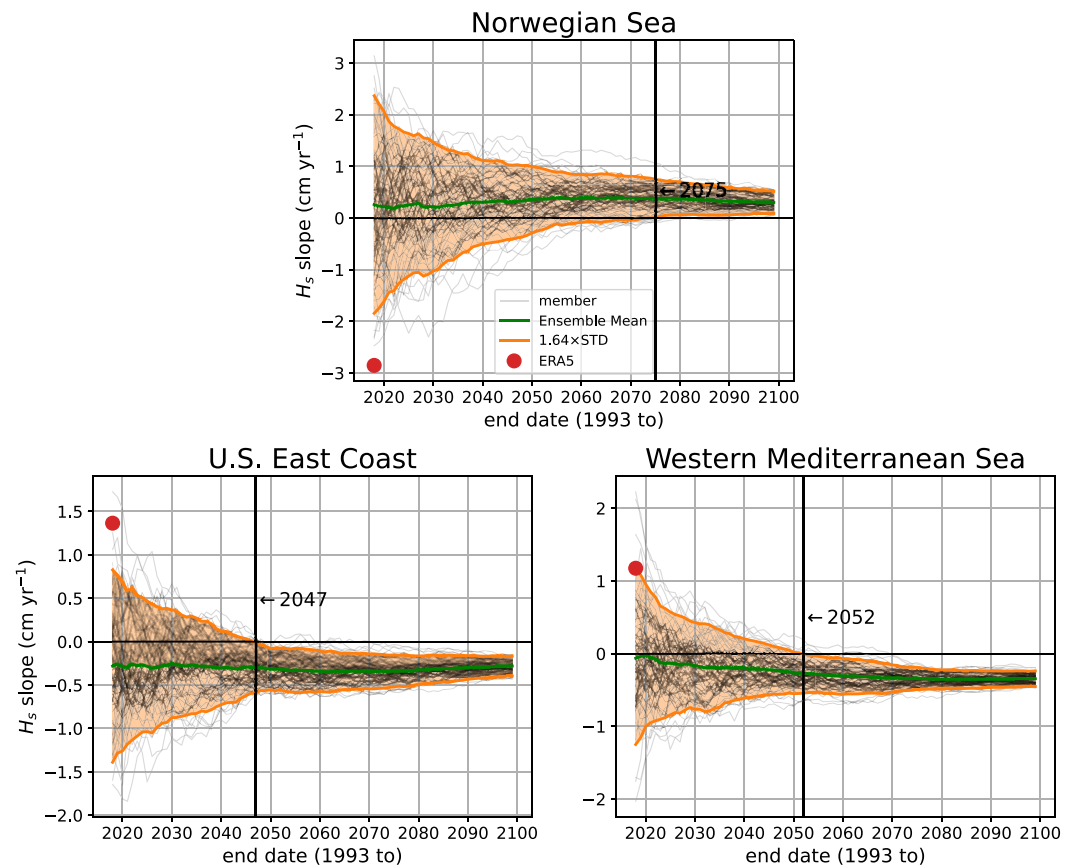 Norwegian Sea
3
2
1
0
−1
−2
−3
H_s slope (cm yr⁻¹)
← 2075
member
Ensemble Mean
1.64×STD
ERA5
2020 2030 2040 2050 2060 2070 2080 2090 2100
end date (1993 to)
U.S. East Coast
1.5
1.0
0.5
0.0
−0.5
−1.0
−1.5
−2.0
H_s slope (cm yr⁻¹)
← 2047
2020 2030 2040 2050 2060 2070 2080 2090 2100
end date (1993 to)
Western Mediterranean Sea
2
1
0
−1
−2
← 2052
2020 2030 2040 2050 2060 2070 2080 2090 2100
end date (1993 to)